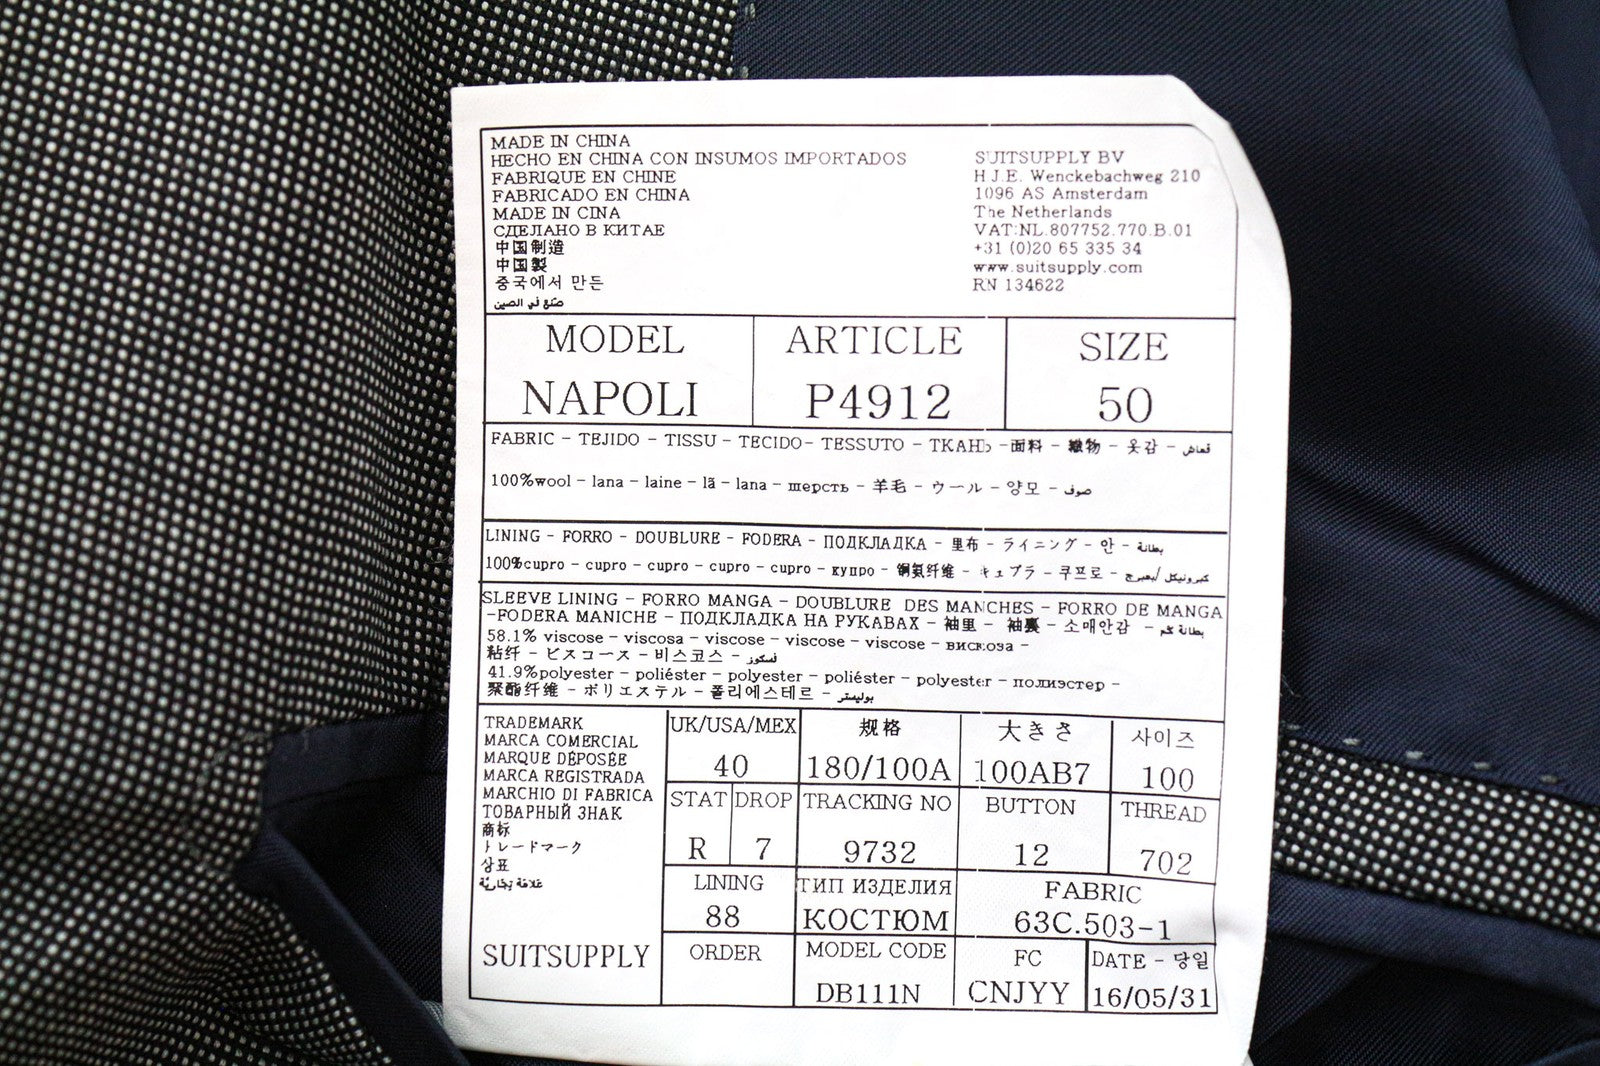 MADE IN CHINA
HECHO EN CHINA CON INSUMOS IMPORTADOS
FABRIQUE EN CHINE
FABRICADO EN CHINA
MADE IN CINA
СДЕЛАНО В КИТАЕ
中国制造
中国製
중국에서 만든
صنع في الصين
SUITSUPPLY BV
H.J.E. Wenckebachweg 210
1096 AS Amsterdam
The Netherlands
VAT:NL.807752.770.B.01
+31 (0)20 65 335 34
www.suitsupply.com
RN 134622
MODEL
NAPOLI
ARTICLE
P4912
SIZE
50
FABRIC - TEJIDO - TISSU - TECIDO- TESSUTO - ТКАНЬ -面料 - 織物 - 옷감 - قماش
100%wool - lana - laine - lã - lana - шерсть - 羊毛 - ウール - 양모 - صوف
LINING - FORRO - DOUBLURE - FODERA - ПОДКЛАДКА - 里布 - ライニング - 안 - بطانة
100%cupro - cupro - cupro - cupro - cupro - купро - 铜氨纤维 - キュプラ - 쿠프로 -
SLEEVE LINING - FORRO MANGA - DOUBLURE DES MANCHES - FORRO DE MANGA
-FODERA MANICHE - ПОДКЛАДКА НА РУКАВАХ - 袖里 - 袖裏 - 소매안감 - بطانة كم
58.1% viscose - viscosa - viscose - viscose - viscose - вискоза -
粘纤 - ビスコース - 비스코스 - فسكوز
41.9%polyester - poliéster - polyester - poliéster - polyester - полиэстер -
聚酯纤维 - ポリエステル - 폴리에스테르 - بوليستر
TRADEMARK
MARCA COMERCIAL
MARQUE DÉPOSÉE
MARCA REGISTRADA
MARCHIO DI FABRICA
ТОВАРНЫЙ ЗНАК
商标
トレードマーク
상표
علامة تجارية
SUITSUPPLY
UK/USA/MEX
40
规格
180/100A
大きさ
100AB7
사이즈
100
STAT
R
DROP
7
TRACKING NO
9732
BUTTON
12
THREAD
702
LINING
88
ТИП ИЗДЕЛИЯ
КОСТЮМ
FABRIC
63C.503-1
ORDER
MODEL CODE
DB111N
FC
CNJYY
DATE - 당일
16/05/31